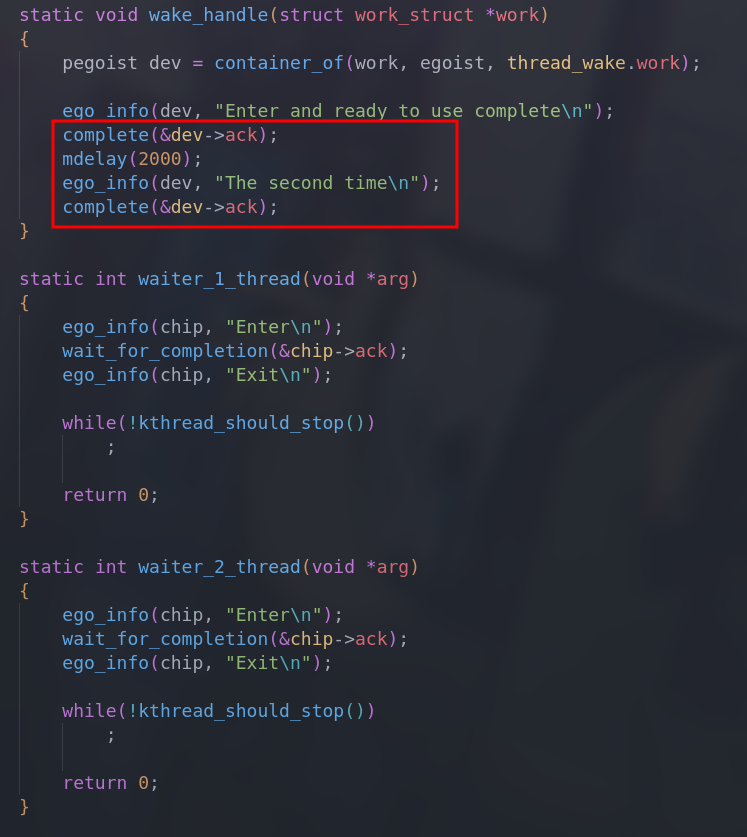 static void wake_handle(struct work_struct *work)
{
    pegoist dev = container_of(work, egoist, thread_wake.work);
    ego_info(dev, "Enter and ready to use complete\n");
    complete(&dev->ack);
    mdelay(2000);
    ego_info(dev, "The second time\n");
    complete(&dev->ack);
}
static int waiter_1_thread(void *arg)
{
    ego_info(chip, "Enter\n");
    wait_for_completion(&chip->ack);
    ego_info(chip, "Exit\n");
    while(!kthread_should_stop())
        ;
    return 0;
}
static int waiter_2_thread(void *arg)
{
    ego_info(chip, "Enter\n");
    wait_for_completion(&chip->ack);
    ego_info(chip, "Exit\n");
    while(!kthread_should_stop())
        ;
    return 0;
}